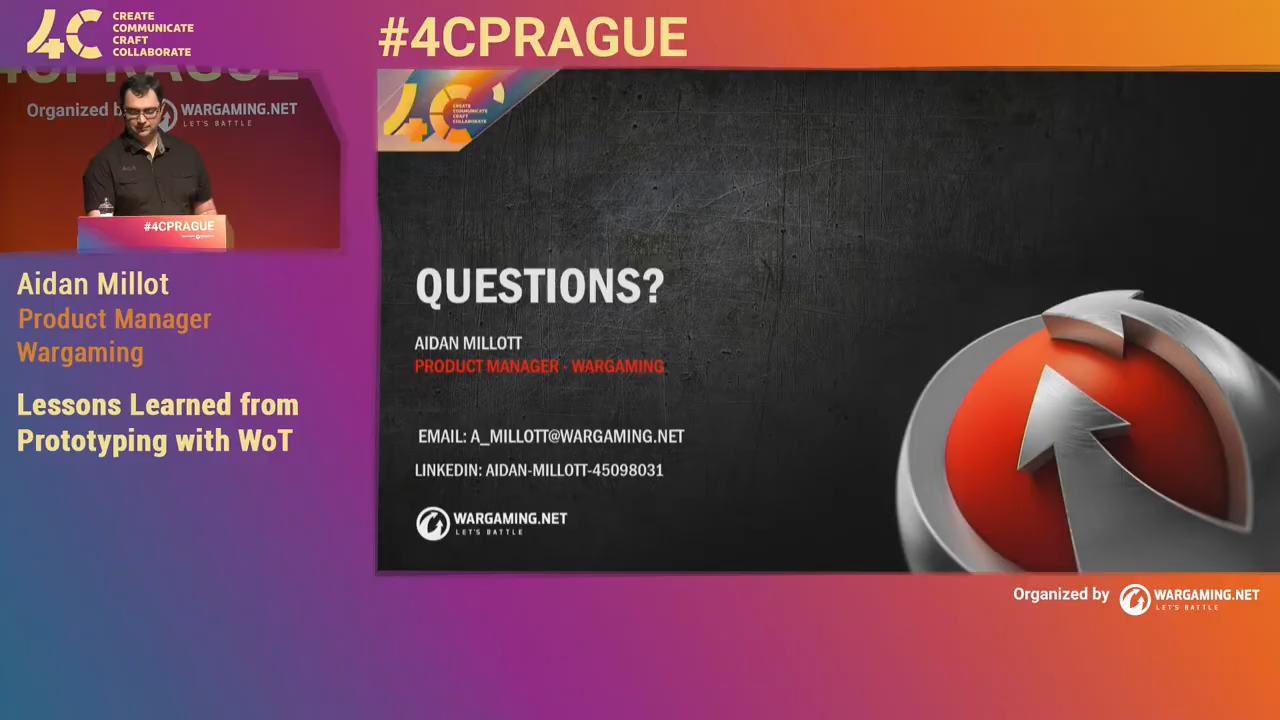 CREATE
COMMUNICATE
CRAFT
COLLABORATE
#4CPRAGUE
Organized
WARGAMING.NET
LET'S BATTLE
#4CPRAGUE
Aidan Millot
Product Manager
Wargaming
Lessons Learned from
Prototyping with WoT
4C
CREATE
COMMUNICATE
CRAFT
COLLABORATE
QUESTIONS?
AIDAN MILLOTT
PRODUCT MANAGER - WARGAMING
EMAIL: A_MILLOTT@WARGAMING.NET
LINKEDIN: AIDAN-MILLOTT-45098031
WARGAMING.NET
LET'S BATTLE
Organized by
WARGAMING.NET
LET'S BATTLE